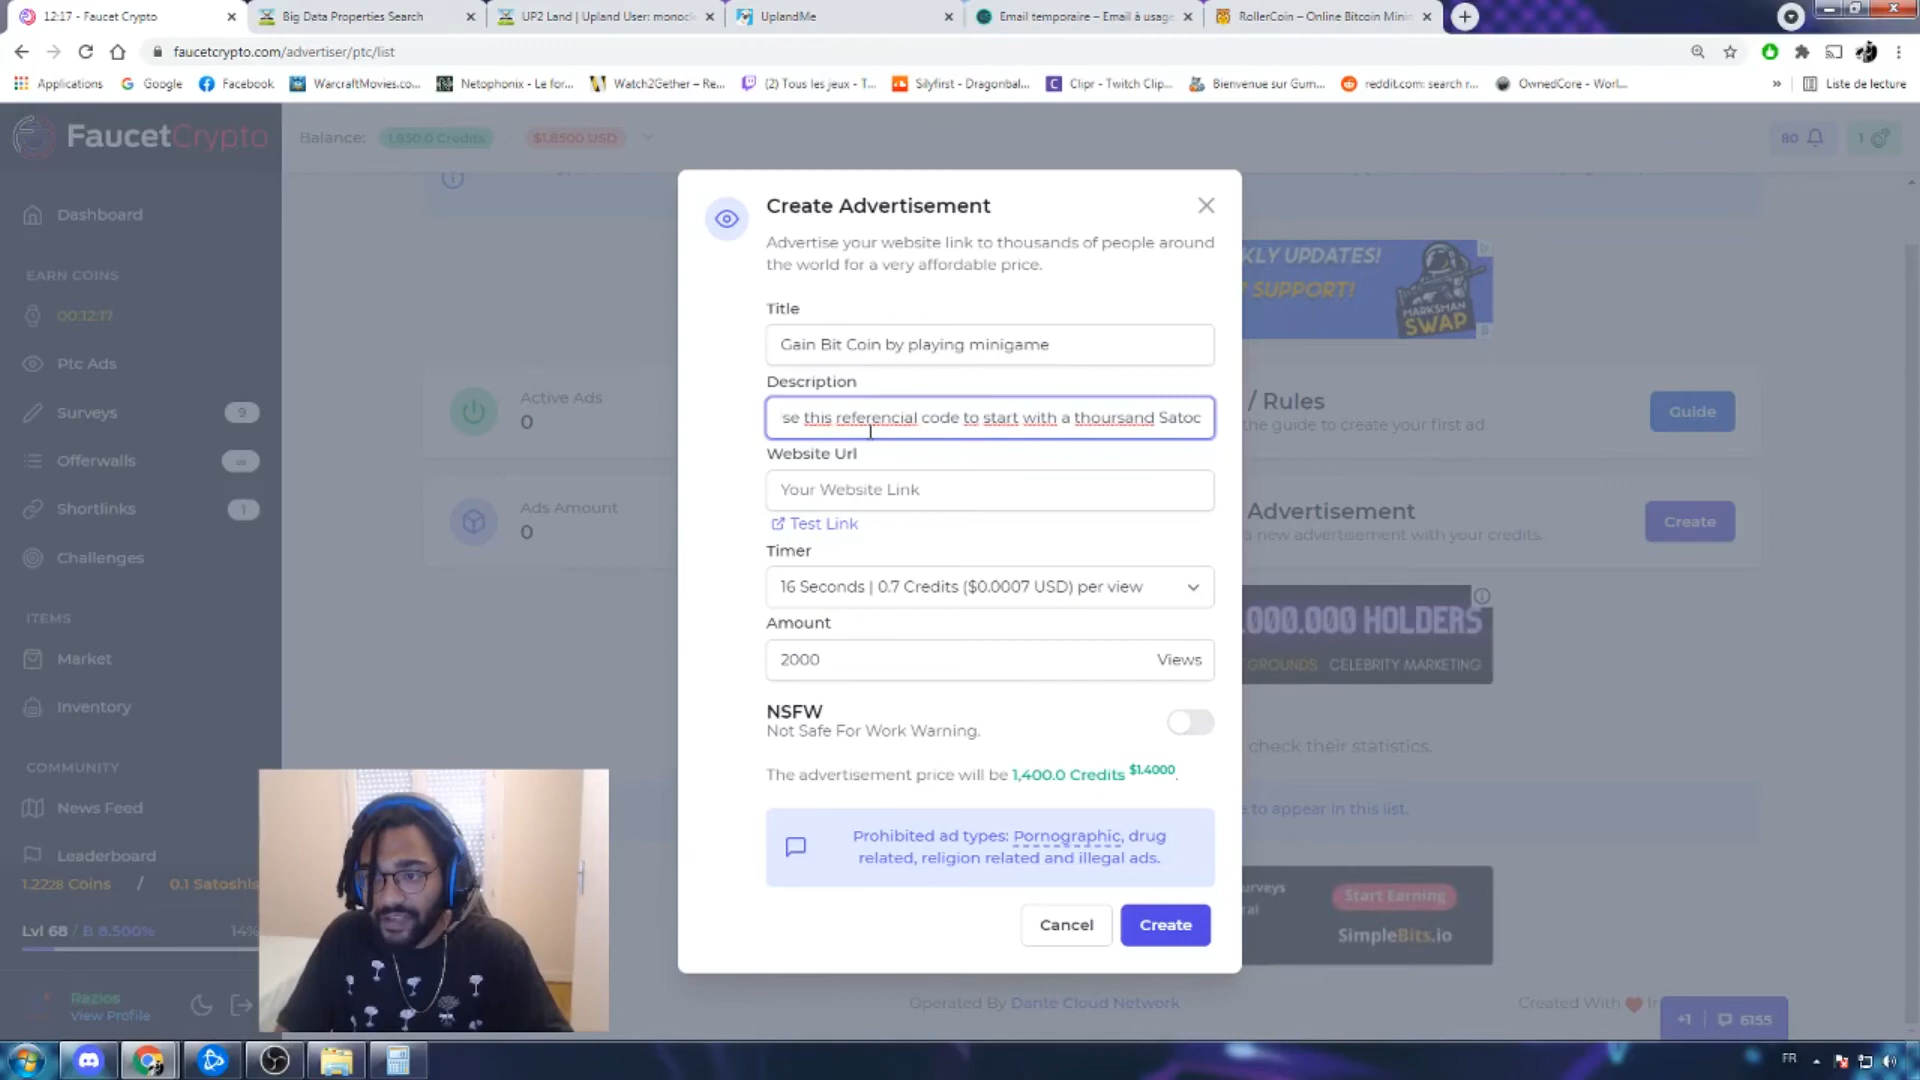 12:17 - Faucet Crypto
Big Data Properties Search
UP2 Land | Upland User: monocl
UplandMe
Email temporaire – Email à usage
RollerCoin – Online Bitcoin Mini
faucetcrypto.com/advertiser/ptc/list
Applications
Google
Facebook
WarcraftMovies.co...
Netophonix - Le for...
Watch2Gether – Re...
(2) Tous les jeux - T...
Silyfirst - Dragonbal...
Clipr - Twitch Clip...
Bienvenue sur Gum...
reddit.com: search r...
OwnedCore - Worl...
»
Liste de lecture
FaucetCrypto
Balance:
1,850.0 Credits
$1.8500 USD
80
1
Dashboard
EARN COINS
00:12:17
Ptc Ads
Surveys
9
Offerwalls
∞
Shortlinks
1
Challenges
ITEMS
Market
Inventory
COMMUNITY
News Feed
Leaderboard
1.2228 Coins / 0.1 Satoshis
Lvl 68 / B 8.500%
14%
Razios
View Profile
Active Ads
0
Ads Amount
0
Create Advertisement
Advertise your website link to thousands of people around
the world for a very affordable price.
Title
Gain Bit Coin by playing minigame
Description
se this referencial code to start with a thoursand Satoc
Website Url
Your Website Link
Test Link
Timer
16 Seconds | 0.7 Credits ($0.0007 USD) per view
Amount
2000
Views
NSFW
Not Safe For Work Warning.
The advertisement price will be 1,400.0 Credits $1.4000.
Prohibited ad types: Pornographic, drug
related, religion related and illegal ads.
Cancel
Create
KLY UPDATES!
SUPPORT!
MARKSMAN
SWAP
/ Rules
the guide to create your first ad.
Guide
Advertisement
a new advertisement with your credits.
Create
.000.000 HOLDERS
GROUNDS CELEBRITY MARKETING
check their statistics.
to appear in this list.
urveys
Start Earning
SimpleBits.io
Operated By Dante Cloud Network
Created With
+1
6155
FR